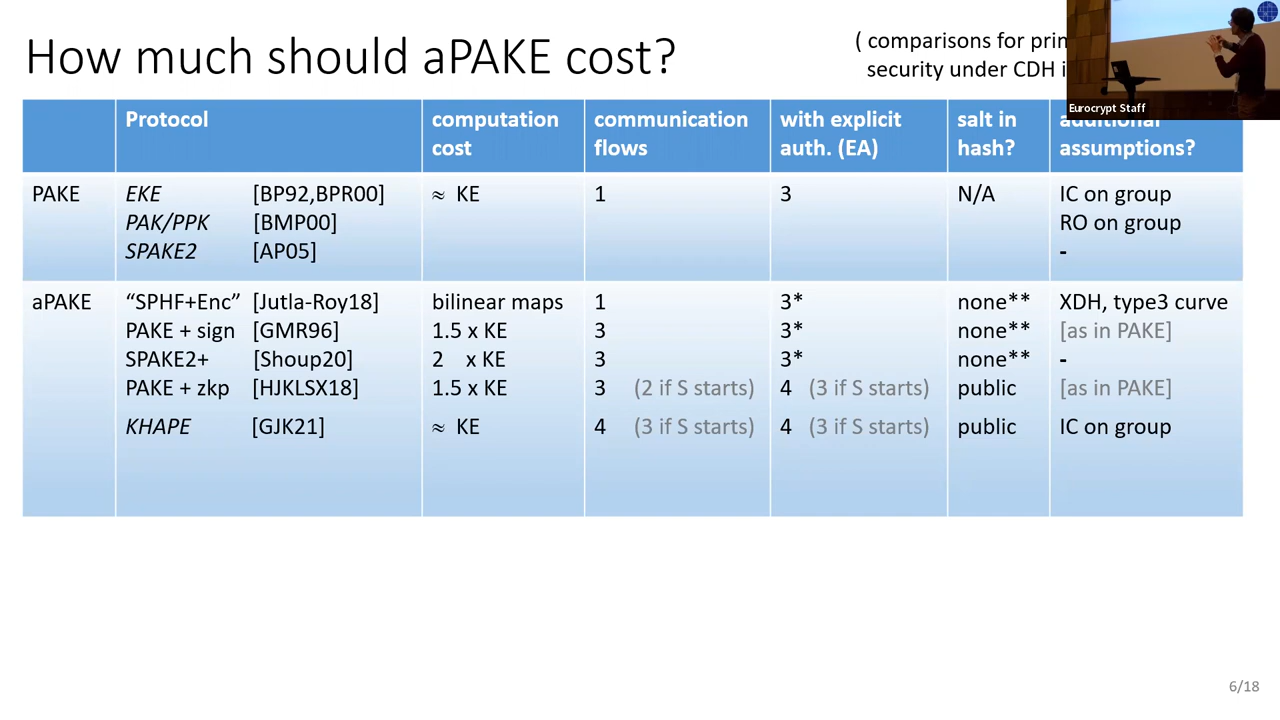 How much should aPAKE cost?
( comparisons for
security under CDH
Eurocrypt Staff
Protocol computation cost communication flows with explicit auth. (EA) salt in hash? additional assumptions?
PAKE EKE [BP92,BPR00] ≈ KE 1 3 N/A IC on group
PAK/PPK [BMP00] RO on group
SPAKE2 [AP05] -
aPAKE “SPHF+Enc” [Jutla-Roy18] bilinear maps 1 3* none** XDH, type3 curve
PAKE + sign [GMR96] 1.5 x KE 3 3* none** [as in PAKE]
SPAKE2+ [Shoup20] 2 x KE 3 3* none** -
PAKE + zkp [HJKLSX18] 1.5 x KE 3 (2 if S starts) 4 (3 if S starts) public [as in PAKE]
KHAPE [GJK21] ≈ KE 4 (3 if S starts) 4 (3 if S starts) public IC on group
6/18